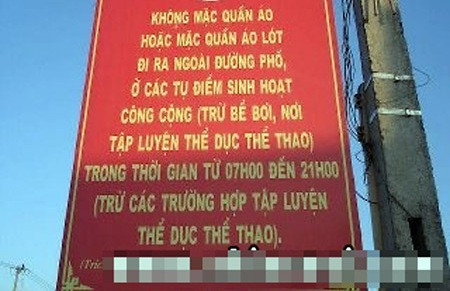 KHÔNG MẶC QUẦN ÁO
HOẶC MẶC QUẦN ÁO LÓT
ĐI RA NGOÀI ĐƯỜNG PHỐ,
Ở CÁC TỤ ĐIỂM SINH HOẠT
CÔNG CÔNG (TRỪ BỂ BƠI, NƠI
TẬP LUYỆN THỂ DỤC THỂ THAO)
TRONG THỜI GIAN TỪ 07H00 ĐẾN 21H00
(TRỪ CÁC TRƯỜNG HỢP TẬP LUYỆN
THỂ DỤC THỂ THAO).